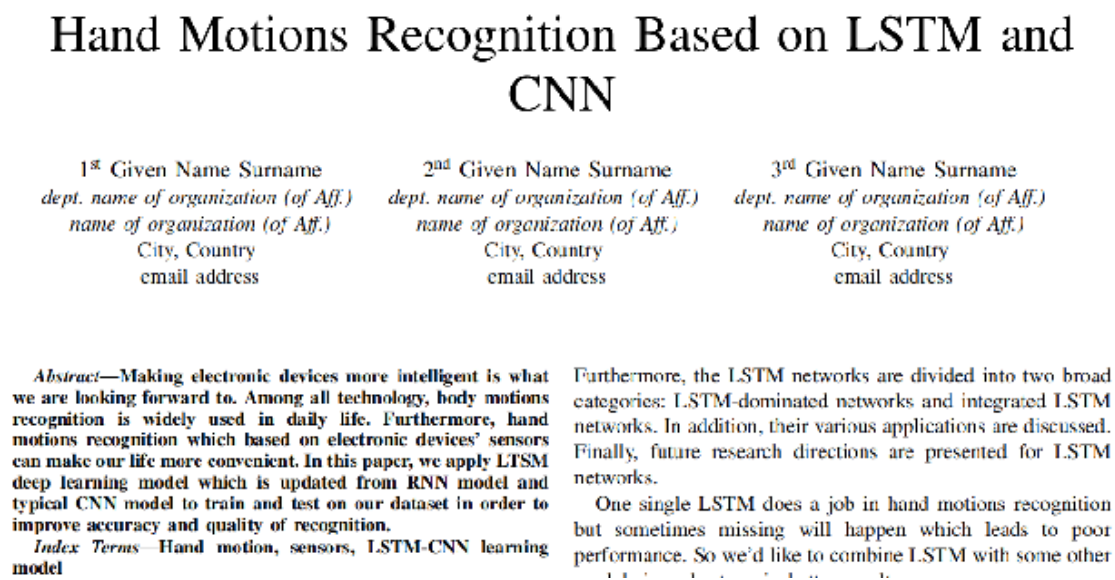 Hand Motions Recognition Based on LSTM and
CNN
1st Given Name Surname
dept. name of organization (of Aff.)
name of organization (of Aff.)
City, Country
email address
2nd Given Name Surname
dept. name of organization (of Aff.)
name of organization (of Aff.)
City, Country
email address
3rd Given Name Surname
dept. name of organization (of Aff.)
name of organization (of Aff.)
City, Country
email address
Abstract—Making electronic devices more intelligent is what
we are looking forward to. Among all technology, body motions
recognition is widely used in daily life. Furthermore, hand
motions recognition which based on electronic devices' sensors
can make our life more convenient. In this paper, we apply LTSM
deep learning model which is updated from RNN model and
typical CNN model to train and test on our dataset in order to
improve accuracy and quality of recognition.
Index Terms—Hand motion, sensors, LSTM-CNN learning
model
Furthermore, the LSTM networks are divided into two broad
categories: LSTM-dominated networks and integrated LSTM
networks. In addition, their various applications are discussed.
Finally, future research directions are presented for LSTM
networks.
One single LSTM does a job in hand motions recognition
but sometimes missing will happen which leads to poor
performance. So we'd like to combine LSTM with some other